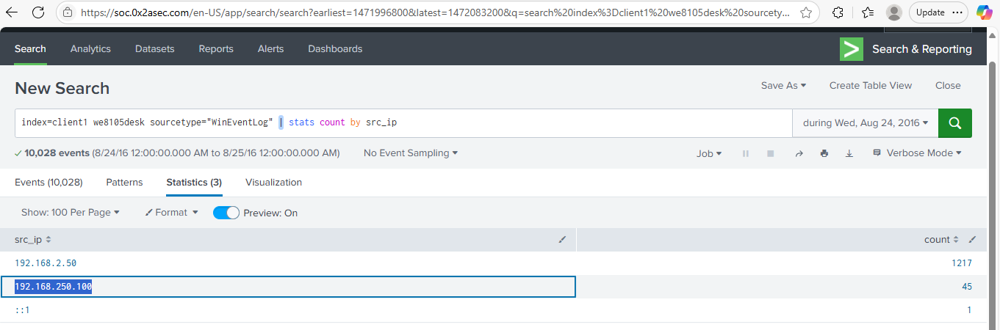 https://soc.0x2asec.com/en-US/app/search/search?earliest=1471996800&latest=1472083200&q=search%20index%3Dclient1%20we8105desk%20sourcety...
Update
Search Analytics Datasets Reports Alerts Dashboards
Search & Reporting
New Search
Save As Create Table View Close
index=client1 we8105desk sourcetype="WinEventLog" | stats count by src_ip
during Wed, Aug 24, 2016
10,028 events (8/24/16 12:00:00.000 AM to 8/25/16 12:00:00.000 AM) No Event Sampling
Job Verbose Mode
Events (10,028) Patterns Statistics (3) Visualization
Show: 100 Per Page Format Preview: On
src_ip count
192.168.2.50 1217
192.168.250.100 45
::1 1